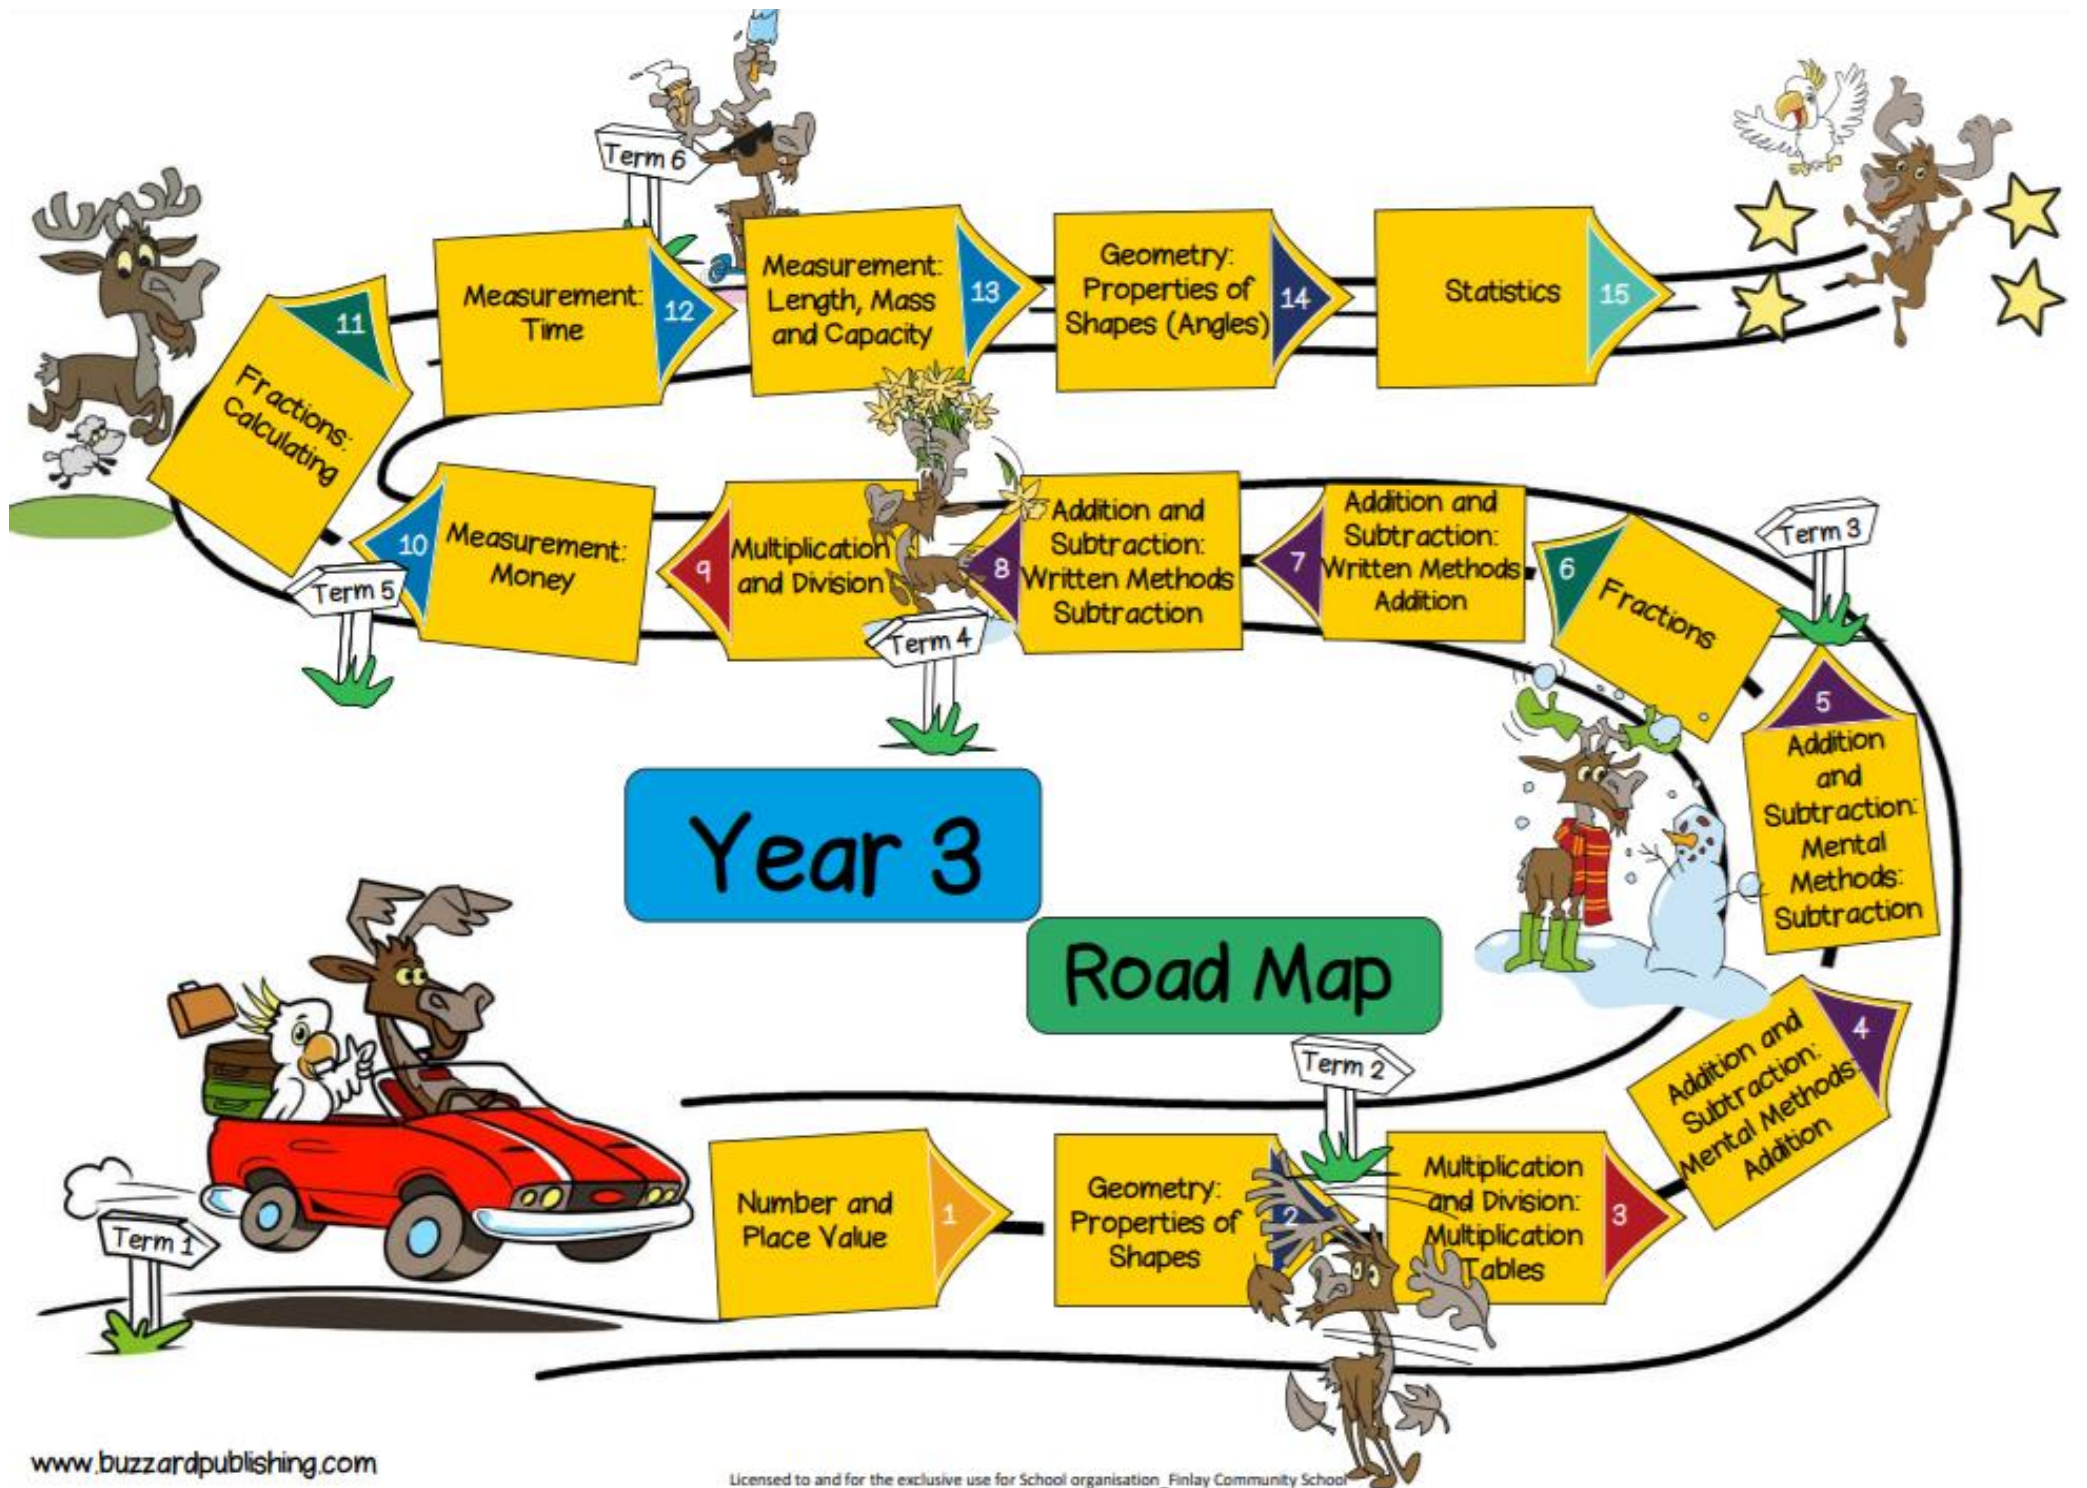 Term 6
11
Fractions:
Calculating
Measurement:
Time
12
Measurement:
Length, Mass
and Capacity
13
Geometry:
Properties of
Shapes (Angles)
14
Statistics
15
10
Measurement:
Money
Term 5
9
Multiplication
and Division
Term 4
8
Addition and
Subtraction:
Written Methods
Subtraction
7
Addition and
Subtraction:
Written Methods
Addition
6
Fractions
Term 3
5
Addition
and
Subtraction:
Mental
Methods:
Subtraction
Year 3
Road Map
4
Addition and
Subtraction:
Mental Methods:
Addition
Term 2
Term 1
Number and
Place Value
1
Geometry:
Properties of
Shapes
2
Multiplication
and Division:
Multiplication
Tables
3
www.buzzardpublishing.com
Licensed to and for the exclusive use for School organisation_Finlay Community School